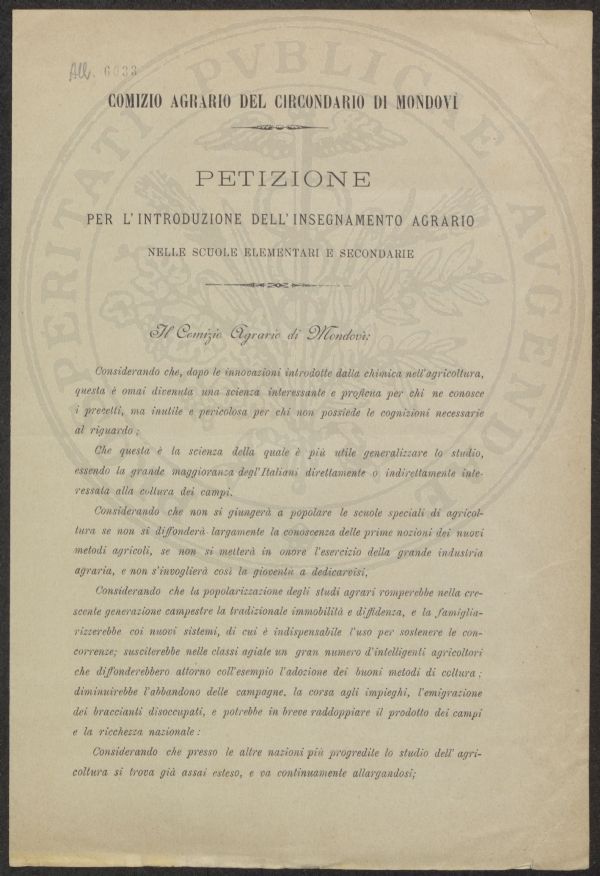 All. 6033
COMIZIO AGRARIO DEL CIRCONDARIO DI MONDOVÌ
PETIZIONE
PER L'INTRODUZIONE DELL'INSEGNAMENTO AGRARIO
NELLE SCUOLE ELEMENTARI E SECONDARIE
Il Comizio Agrario di Mondovì:
Considerando che, dopo le innovazioni introdotte dalla chimica nell'agricoltura,
questa è omai divenuta una scienza interessante e proficua per chi ne conosce
i precetti, ma inutile e pericolosa per chi non possiede le cognizioni necessarie
al riguardo;
Che questa è la scienza della quale è più utile generalizzare lo studio,
essendo la grande maggioranza degl'Italiani direttamente o indirettamente inte-
ressata alla coltura dei campi.
Considerando che non si giungerà a popolare le scuole speciali di agricol-
tura se non si diffonderà largamente la conoscenza delle prime nozioni dei nuovi
metodi agricoli, se non si metterà in onore l'esercizio della grande industria
agraria, e non s'invoglierà così la gioventù a dedicarvisi,
Considerando che la popolarizzazione degli studi agrari romperebbe nella cre-
scente generazione campestre la tradizionale immobilità e diffidenza, e la famiglia-
rizzerebbe coi nuovi sistemi, di cui è indispensabile l'uso per sostenere le con-
correnze; susciterebbe nelle classi agiate un gran numero d'intelligenti agricoltori
che diffonderebbero attorno coll'esempio l'adozione dei buoni metodi di coltura;
diminuirebbe l'abbandono delle campagne, la corsa agli impieghi, l'emigrazione
dei braccianti disoccupati, e potrebbe in breve raddoppiare il prodotto dei campi
e la ricchezza nazionale:
Considerando che presso le altre nazioni più progredite lo studio dell'agri-
coltura si trova già assai esteso, e va continuamente allargandosi;
PERITATI PVBLICAE AVGENDAE